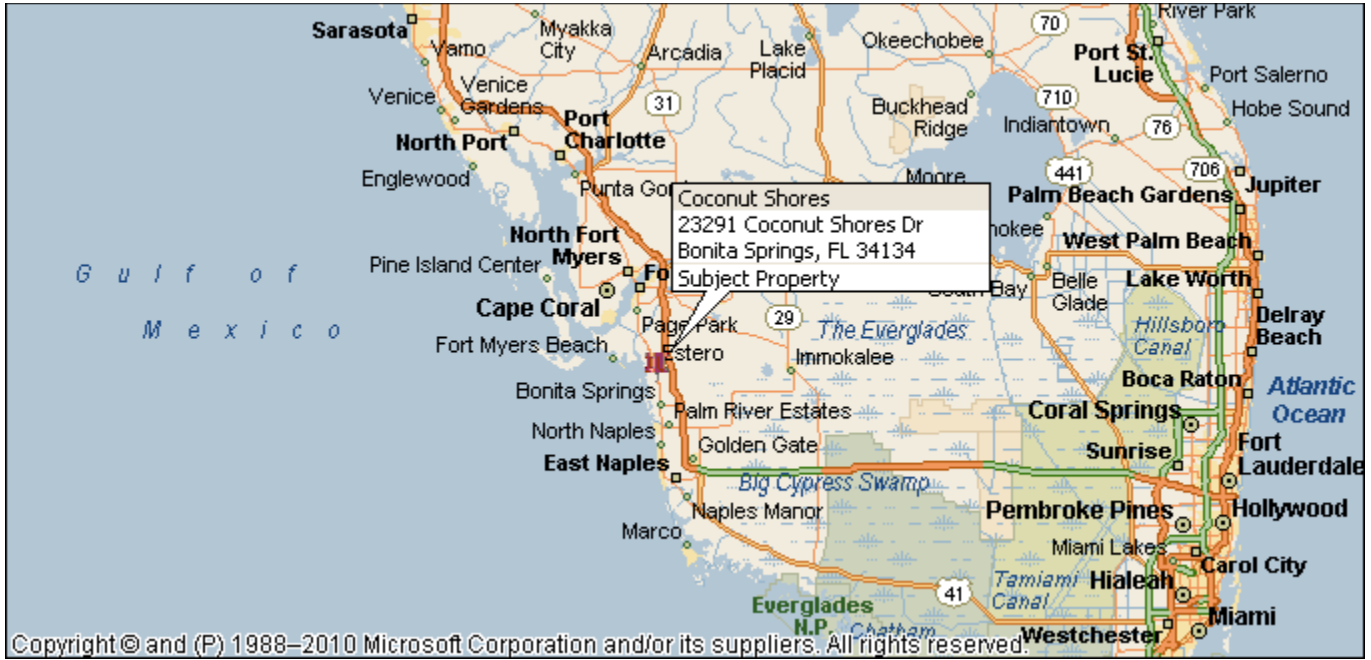 Sarasota
Vamo
Myakka
City
Arcadia
Lake
Placid
Okeechobee
70
River Park
Port St.
Lucie
Port Salerno
Venice
Gardens
Venice
31
Buckhead
Ridge
710
Hobe Sound
Indiantown
76
North Port
Port
Charlotte
Englewood
Punta Gor
Moore
441
706
Jupiter
Palm Beach Gardens
Coconut Shores
23291 Coconut Shores Dr
Bonita Springs, FL 34134
Subject Property
hokee
North Fort
Myers
West Palm Beach
Gulf of
Mexico
Pine Island Center
Fo
South Bay
Belle
Glade
Lake Worth
Cape Coral
Page Park
29
The Everglades
Hillsboro
Canal
Delray
Beach
Fort Myers Beach
Estero
Immokalee
Bonita Springs
Boca Raton
Atlantic
Ocean
Palm River Estates
Coral Springs
North Naples
Golden Gate
Sunrise
Fort
Lauderdale
East Naples
Big Cypress Swamp
Naples Manor
Pembroke Pines
Hollywood
Marco
Miami Lakes
Carol City
Tamiami
Canal
Hialeah
41
Everglades
N.P.
Chatham
Miami
Westchester
Copyright © and (P) 1988–2010 Microsoft Corporation and/or its suppliers. All rights reserved.